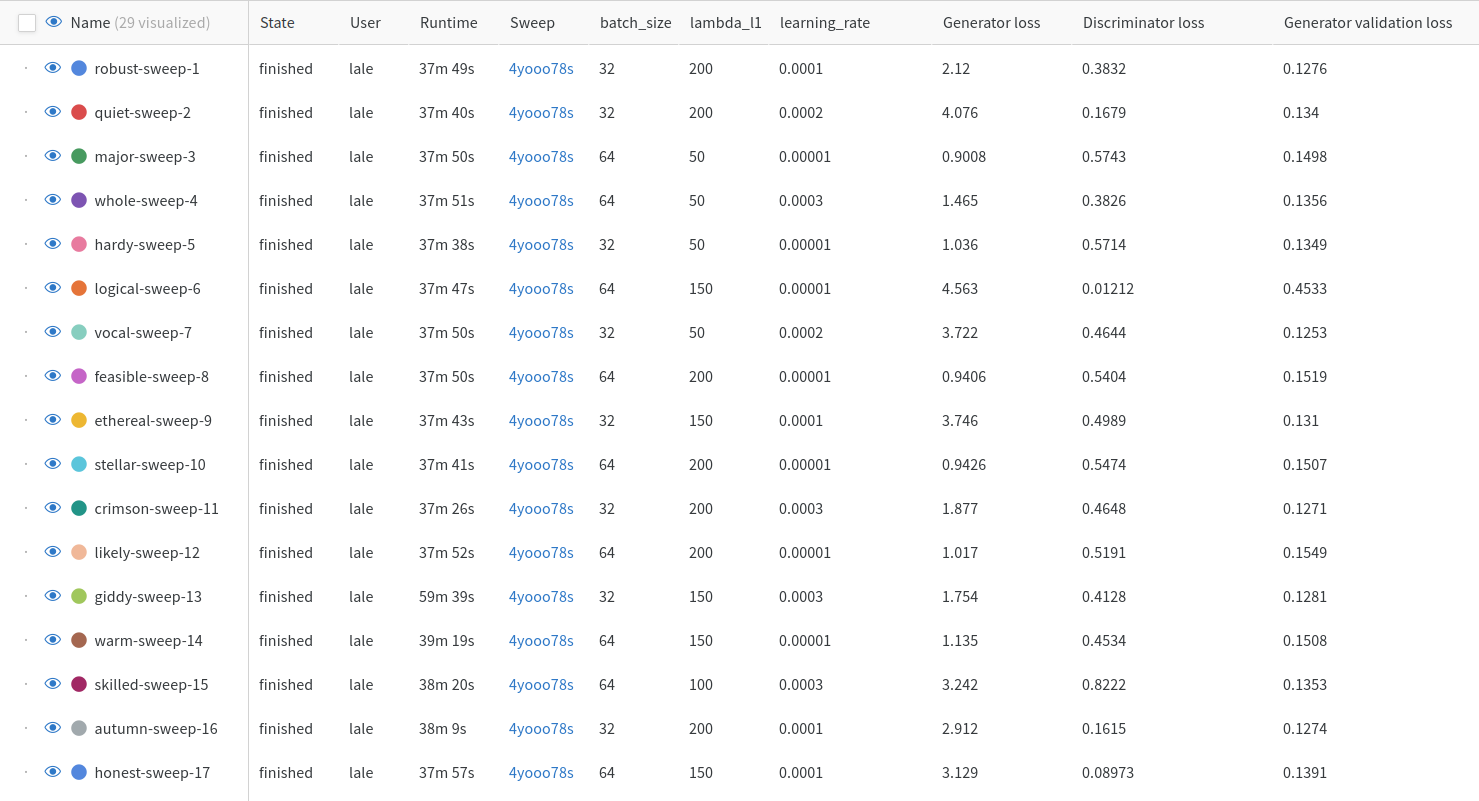 Name (29 visualized) State User Runtime Sweep batch_size lambda_l1 learning_rate Generator loss Discriminator loss Generator validation loss
robust-sweep-1 finished lale 37m 49s 4yooo78s 32 200 0.0001 2.12 0.3832 0.1276
quiet-sweep-2 finished lale 37m 40s 4yooo78s 32 200 0.0002 4.076 0.1679 0.134
major-sweep-3 finished lale 37m 50s 4yooo78s 64 50 0.00001 0.9008 0.5743 0.1498
whole-sweep-4 finished lale 37m 51s 4yooo78s 64 50 0.0003 1.465 0.3826 0.1356
hardy-sweep-5 finished lale 37m 38s 4yooo78s 32 50 0.00001 1.036 0.5714 0.1349
logical-sweep-6 finished lale 37m 47s 4yooo78s 64 150 0.00001 4.563 0.01212 0.4533
vocal-sweep-7 finished lale 37m 50s 4yooo78s 32 50 0.0002 3.722 0.4644 0.1253
feasible-sweep-8 finished lale 37m 50s 4yooo78s 64 200 0.00001 0.9406 0.5404 0.1519
ethereal-sweep-9 finished lale 37m 43s 4yooo78s 32 150 0.0001 3.746 0.4989 0.131
stellar-sweep-10 finished lale 37m 41s 4yooo78s 64 200 0.00001 0.9426 0.5474 0.1507
crimson-sweep-11 finished lale 37m 26s 4yooo78s 32 200 0.0003 1.877 0.4648 0.1271
likely-sweep-12 finished lale 37m 52s 4yooo78s 64 200 0.00001 1.017 0.5191 0.1549
giddy-sweep-13 finished lale 59m 39s 4yooo78s 32 150 0.0003 1.754 0.4128 0.1281
warm-sweep-14 finished lale 39m 19s 4yooo78s 64 150 0.00001 1.135 0.4534 0.1508
skilled-sweep-15 finished lale 38m 20s 4yooo78s 64 100 0.0003 3.242 0.8222 0.1353
autumn-sweep-16 finished lale 38m 9s 4yooo78s 32 200 0.0001 2.912 0.1615 0.1274
honest-sweep-17 finished lale 37m 57s 4yooo78s 64 150 0.0001 3.129 0.08973 0.1391